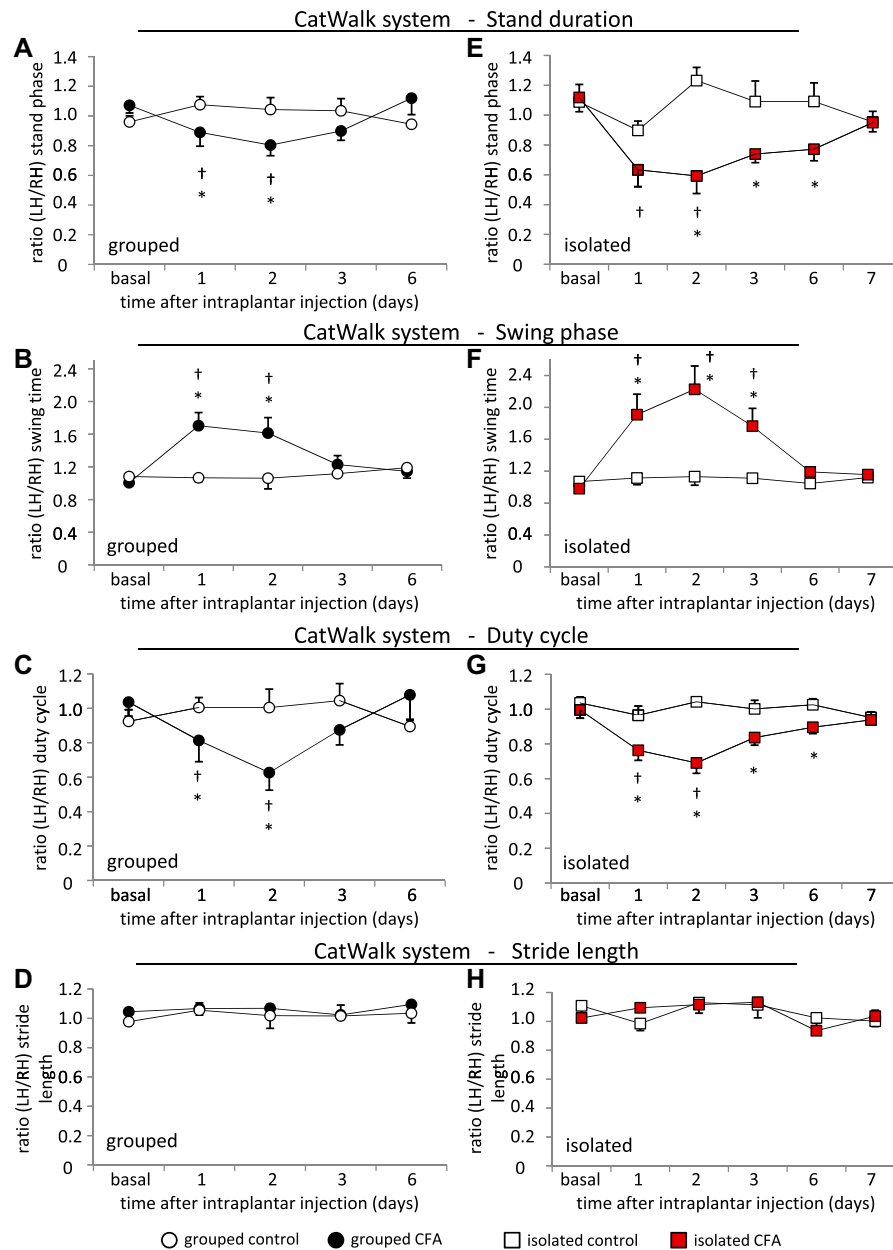 CatWalk system - Stand duration
A
ratio (LH/RH) stand phase
1.4
1.2
1.0
0.8
0.6
0.4
0.2
0
† †
* *
grouped
basal 1 2 3 6
time after intraplantar injection (days)
E
ratio (LH/RH) stand phase
1.4
1.2
1.0
0.8
0.6
0.4
0.2
0
† † * *
*
isolated
basal 1 2 3 6 7
time after intraplantar injection (days)
CatWalk system - Swing phase
B
ratio (LH/RH) swing time
2.4
2.0
1.6
1.2
0.8
0.4
0
† †
* *
grouped
basal 1 2 3 6
time after intraplantar injection (days)
F
ratio (LH/RH) swing time
2.4
2.0
1.6
1.2
0.8
0.4
0
† † †
* * *
isolated
basal 1 2 3 6 7
time after intraplantar injection (days)
CatWalk system - Duty cycle
C
ratio (LH/RH) duty cycle
1.2
1.0
0.8
0.6
0.4
0.2
0
† †
* *
grouped
basal 1 2 3 6
time after intraplantar injection (days)
G
ratio (LH/RH) duty cycle
1.2
1.0
0.8
0.6
0.4
0.2
0
† † * *
* *
isolated
basal 1 2 3 6 7
time after intraplantar injection (days)
CatWalk system - Stride length
D
ratio (LH/RH) stride
length
1.2
1.0
0.8
0.6
0.4
0.2
0
grouped
basal 1 2 3 6
time after intraplantar injection (days)
H
ratio (LH/RH) stride
length
1.2
1.0
0.8
0.6
0.4
0.2
0
isolated
basal 1 2 3 6 7
time after intraplantar injection (days)
grouped control grouped CFA isolated control isolated CFA